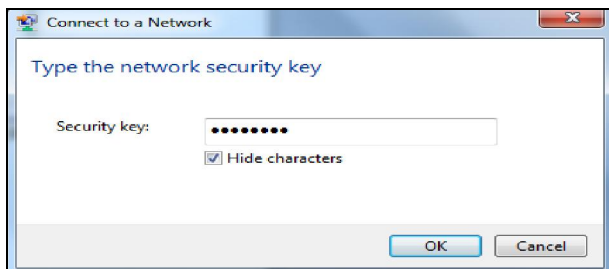 Connect to a Network
Type the network security key
Security key: ●●●●●●●●
Hide characters
OK Cancel